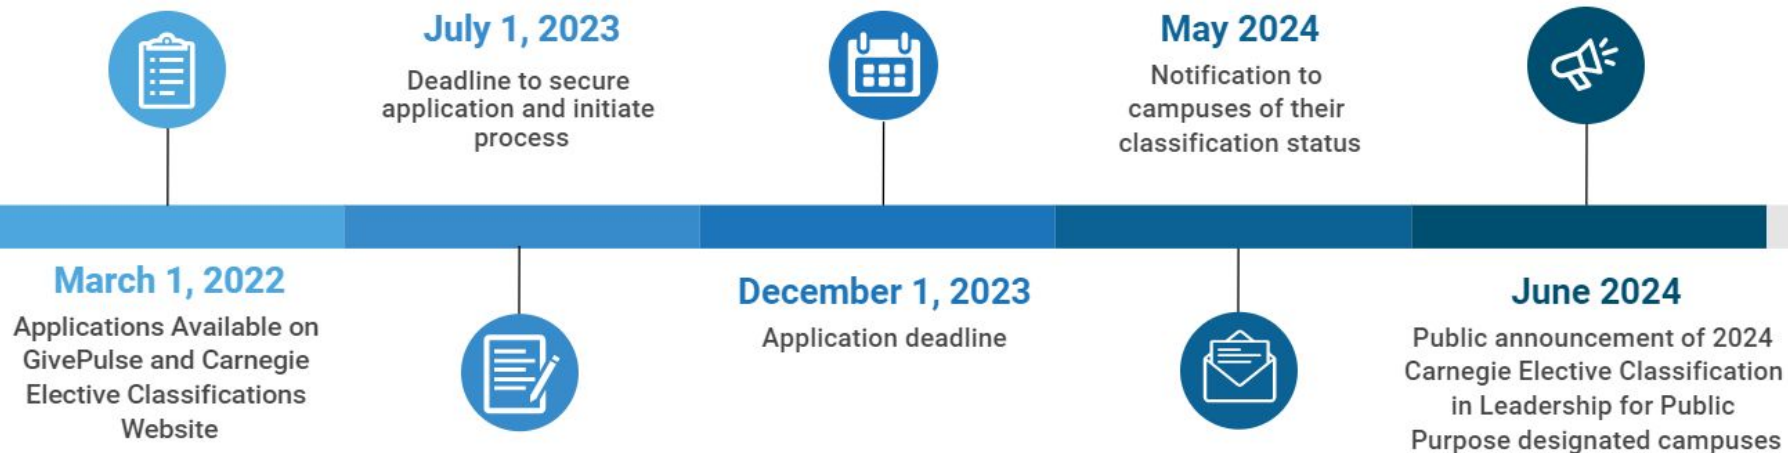 March 1, 2022
Applications Available on
GivePulse and Carnegie
Elective Classifications
Website
July 1, 2023
Deadline to secure
application and initiate
process
December 1, 2023
Application deadline
May 2024
Notification to
campuses of their
classification status
June 2024
Public announcement of 2024
Carnegie Elective Classification
in Leadership for Public
Purpose designated campuses